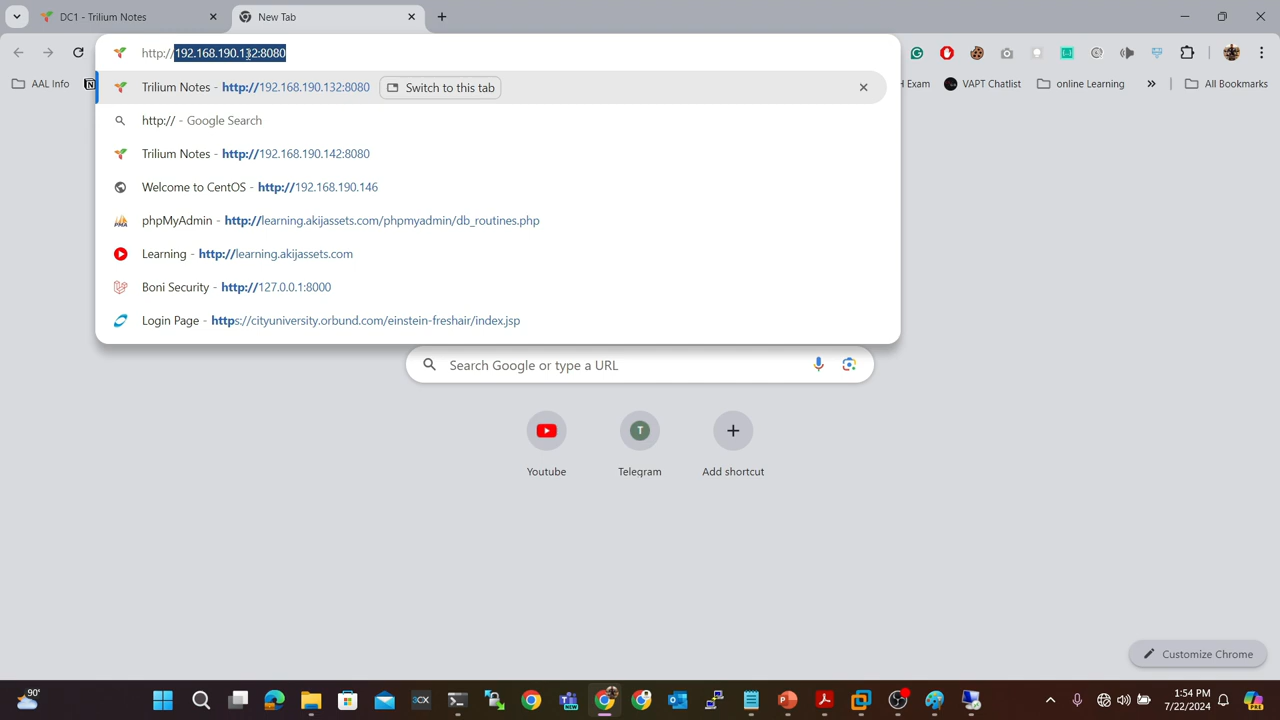 DC1 - Trilium Notes
New Tab
http://192.168.190.132:8080
AAL Info
Trilium Notes - http://192.168.190.132:8080 Switch to this tab
H Exam
VAPT Chatlist
online Learning
All Bookmarks
http:// - Google Search
Trilium Notes - http://192.168.190.142:8080
Welcome to CentOS - http://192.168.190.146
phpMyAdmin - http://learning.akijassets.com/phpmyadmin/db_routines.php
Learning - http://learning.akijassets.com
Boni Security - http://127.0.0.1:8000
Login Page - https://cityuniversity.orbund.com/einstein-freshair/index.jsp
Search Google or type a URL
T
Youtube
Telegram
Add shortcut
Customize Chrome
90°
1:54 PM
7/22/2024